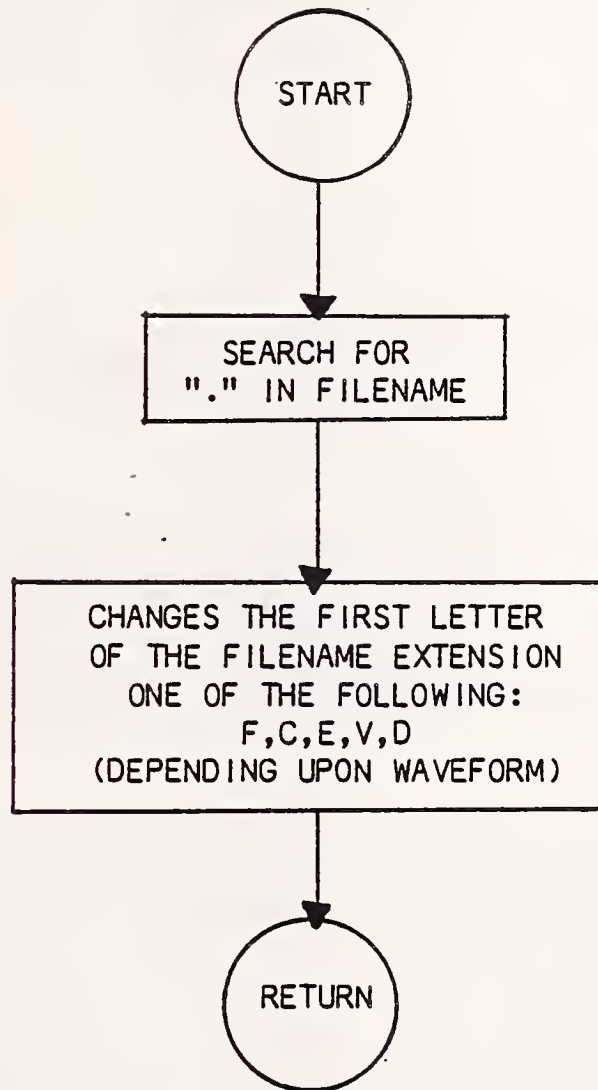 START
SEARCH FOR
"." IN FILENAME
CHANGES THE FIRST LETTER
OF THE FILENAME EXTENSION
ONE OF THE FOLLOWING:
F,C,E,V,D
(DEPENDING UPON WAVEFORM)
RETURN